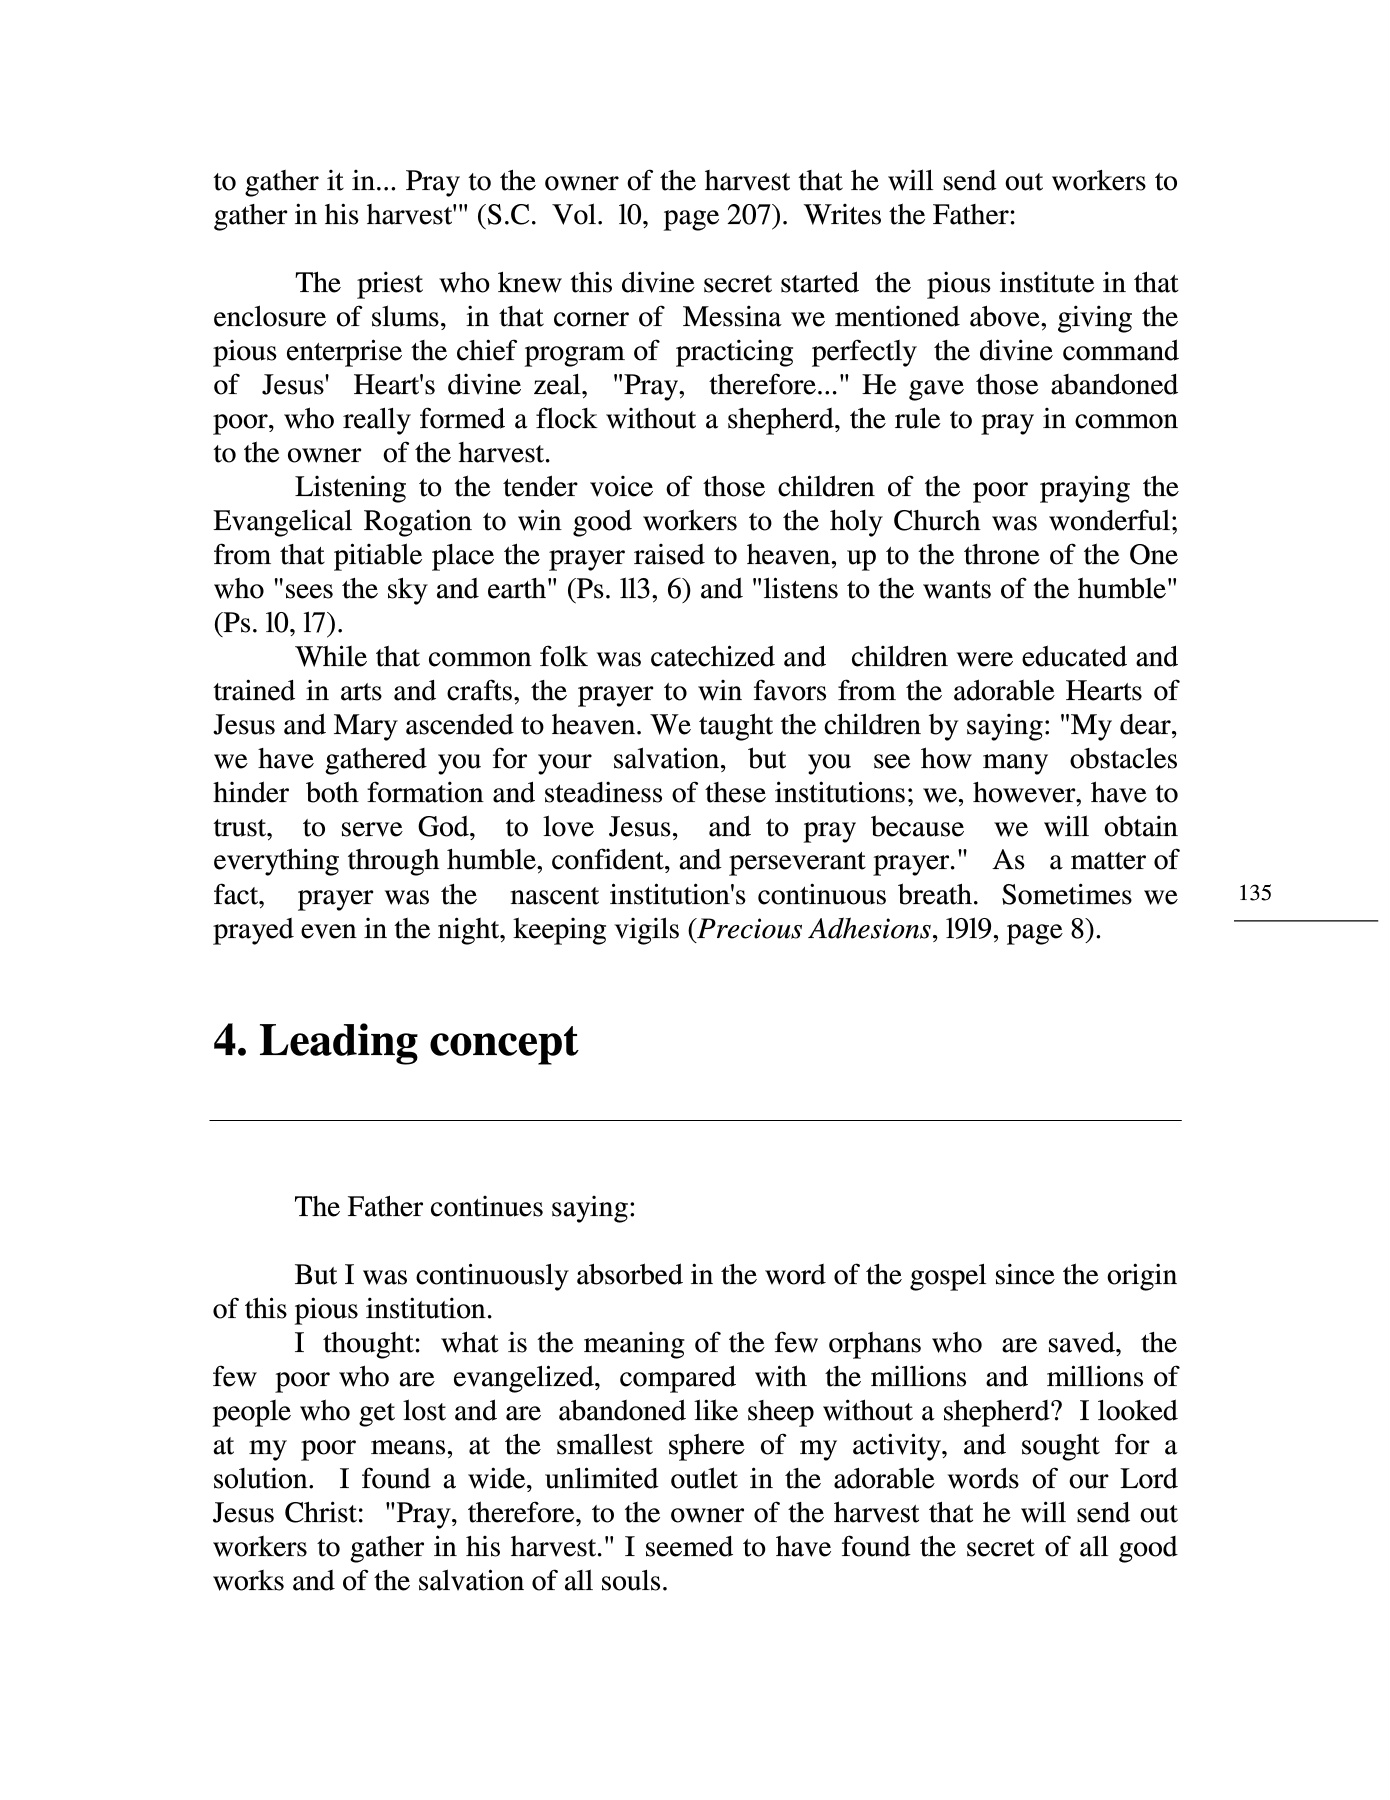 to gather it in... Pray to the owner of the harvest that he will send out workers to
gather in his harvest'" (S.C. Vol. l0, page 207). Writes the Father:
The priest who knew this divine secret started the pious institute in that
enclosure of slums, in that corner of Messina we mentioned above, giving the
pious enterprise the chief program of practicing perfectly the divine command
of Jesus' Heart's divine zeal, "Pray, therefore..." He gave those abandoned
poor, who really formed a flock without a shepherd, the rule to pray in common
to the owner of the harvest.
Listening to the tender voice of those children of the poor praying the
Evangelical Rogation to win good workers to the holy Church was wonderful;
from that pitiable place the prayer raised to heaven, up to the throne of the One
who "sees the sky and earth" (Ps. ll3, 6) and "listens to the wants of the humble"
(Ps. l0, l7).
While that common folk was catechized and children were educated and
trained in arts and crafts, the prayer to win favors from the adorable Hearts of
Jesus and Mary ascended to heaven. We taught the children by saying: "My dear,
we have gathered you for your salvation, but you see how many obstacles
hinder both formation and steadiness of these institutions; we, however, have to
trust, to serve God, to love Jesus, and to pray because we will obtain
everything through humble, confident, and perseverant prayer." As a matter of
fact, prayer was the nascent institution's continuous breath. Sometimes we
prayed even in the night, keeping vigils (Precious Adhesions, l9l9, page 8).
135
4. Leading concept
The Father continues saying:
But I was continuously absorbed in the word of the gospel since the origin
of this pious institution.
I thought: what is the meaning of the few orphans who are saved, the
few poor who are evangelized, compared with the millions and millions of
people who get lost and are abandoned like sheep without a shepherd? I looked
at my poor means, at the smallest sphere of my activity, and sought for a
solution. I found a wide, unlimited outlet in the adorable words of our Lord
Jesus Christ: "Pray, therefore, to the owner of the harvest that he will send out
workers to gather in his harvest." I seemed to have found the secret of all good
works and of the salvation of all souls.